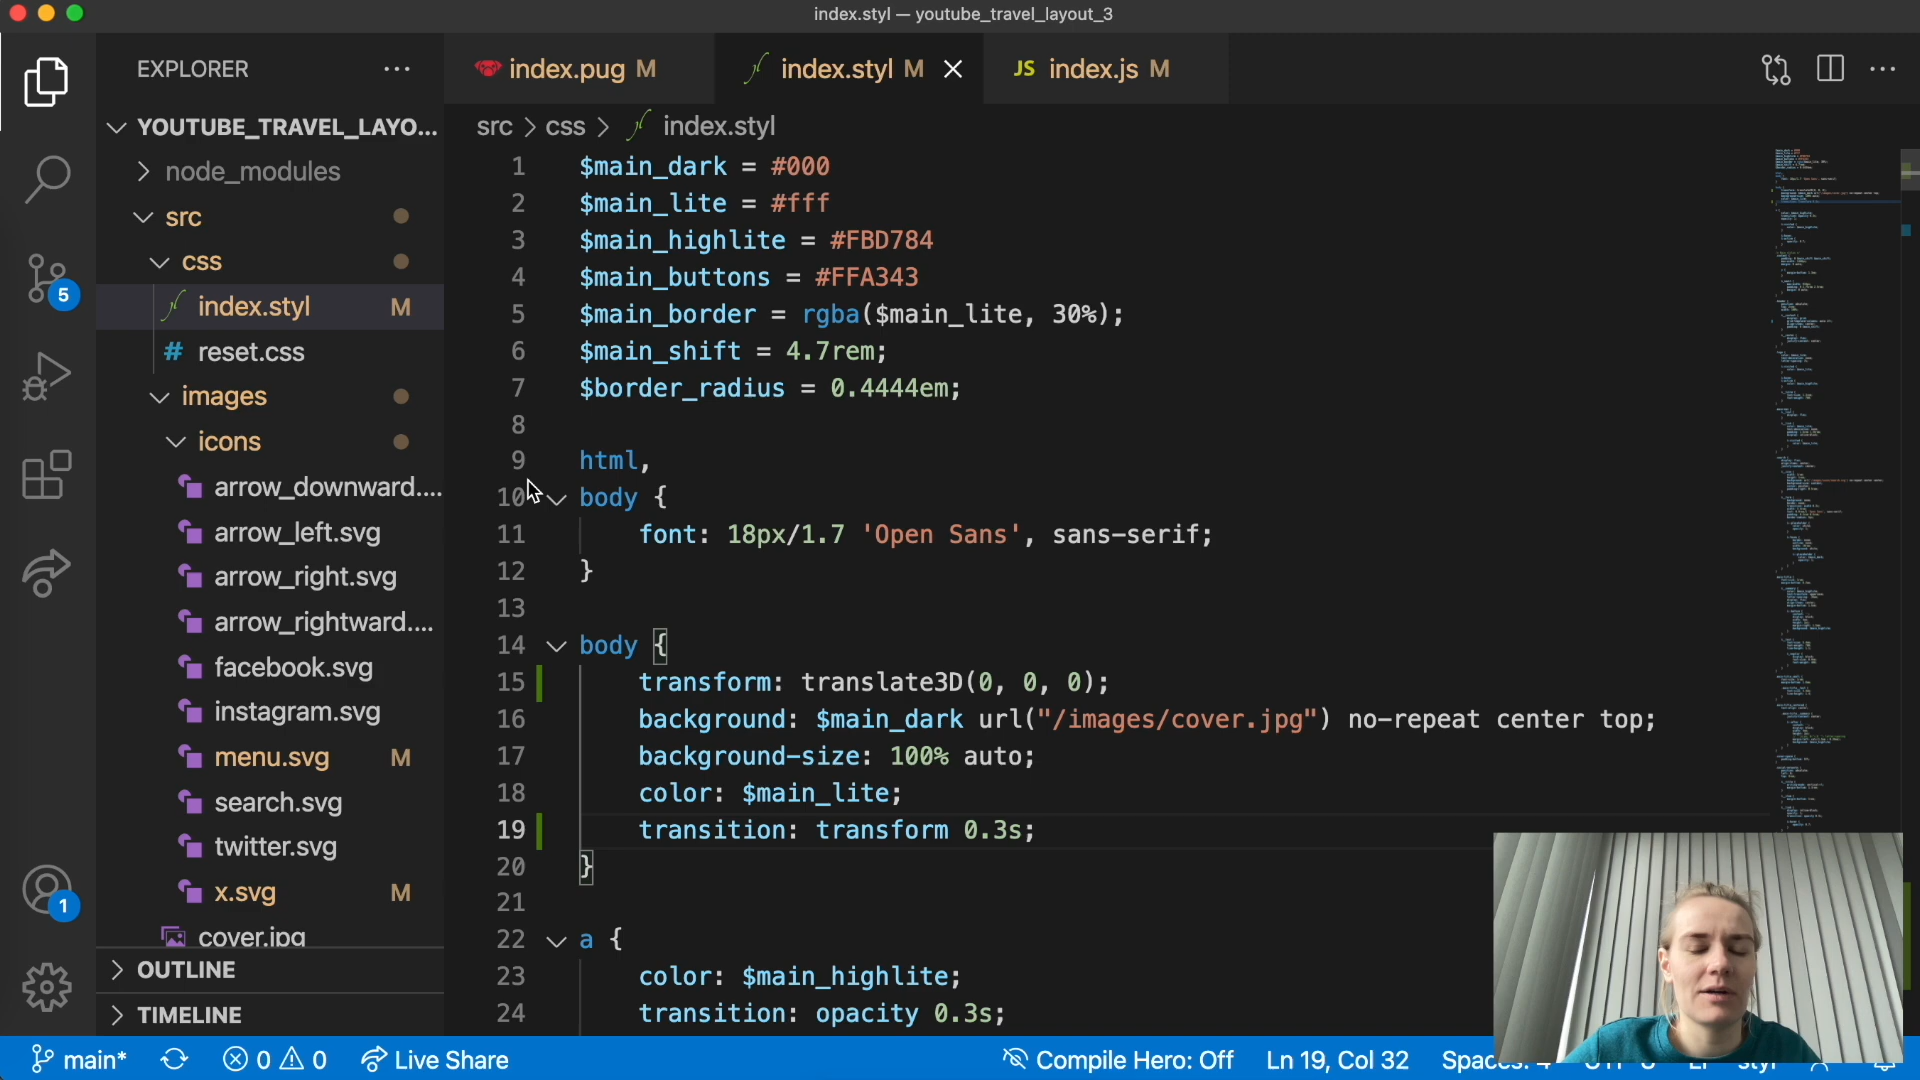 index.styl — youtube_travel_layout_3
EXPLORER
YOUTUBE_TRAVEL_LAYO...
node_modules
src
css
index.styl M
reset.css
images
icons
arrow_downward....
arrow_left.svg
arrow_right.svg
arrow_rightward....
facebook.svg
instagram.svg
menu.svg M
search.svg
twitter.svg
x.svg M
cover.jpg
OUTLINE
TIMELINE
5
1
index.pug M
index.styl M
JS index.js M
src > css > index.styl
1 $main_dark = #000
2 $main_lite = #fff
3 $main_highlite = #FBD784
4 $main_buttons = #FFA343
5 $main_border = rgba($main_lite, 30%);
6 $main_shift = 4.7rem;
7 $border_radius = 0.4444em;
8
9 html,
10 body {
11 font: 18px/1.7 'Open Sans', sans-serif;
12 }
13
14 body {
15 transform: translate3D(0, 0, 0);
16 background: $main_dark url("/images/cover.jpg") no-repeat center top;
17 background-size: 100% auto;
18 color: $main_lite;
19 transition: transform 0.3s;
20 }
21
22 a {
23 color: $main_highlite;
24 transition: opacity 0.3s;
main* 0 0 Live Share Compile Hero: Off Ln 19, Col 32